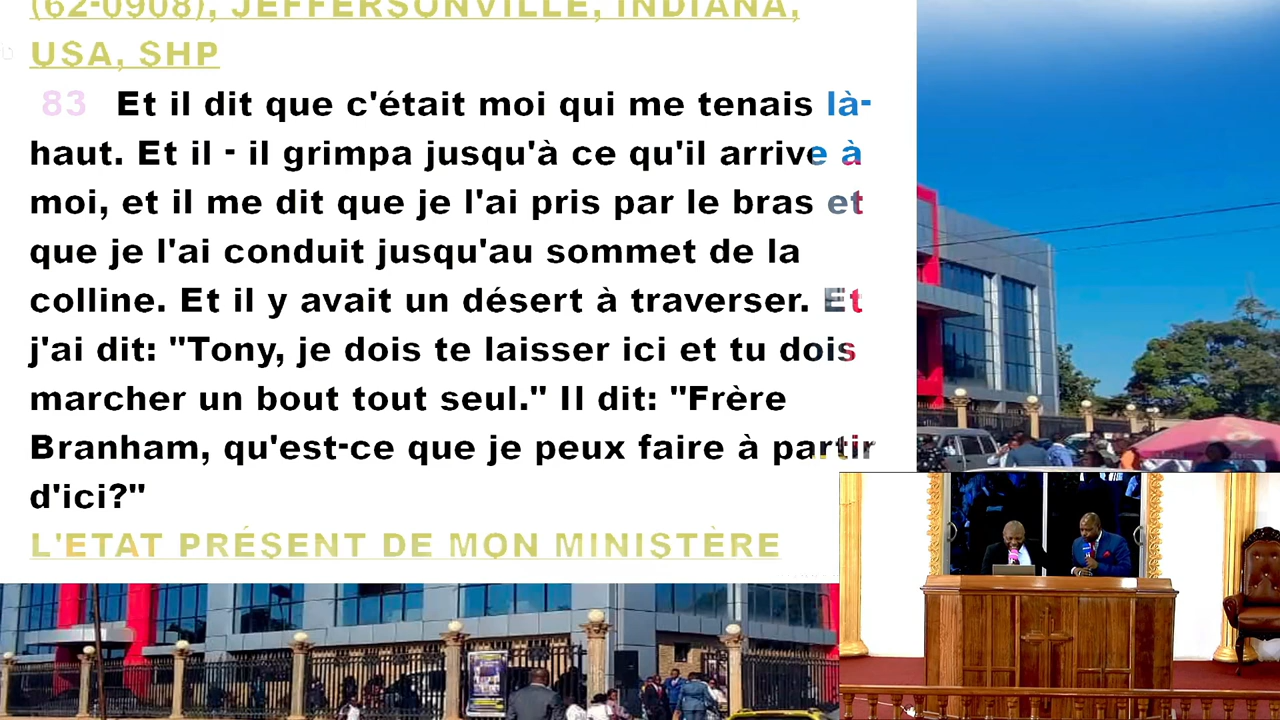 (62-0908), JEFFERSONVILLE, INDIANA,
USA, SHP
83 Et il dit que c'était moi qui me tenais là-
haut. Et il - il grimpa jusqu'à ce qu'il arrive à
moi, et il me dit que je l'ai pris par le bras et
que je l'ai conduit jusqu'au sommet de la
colline. Et il y avait un désert à traverser. Et
j'ai dit: "Tony, je dois te laisser ici et tu dois
marcher un bout tout seul." Il dit: "Frère
Branham, qu'est-ce que je peux faire à partir
d'ici?"
L'ETAT PRÉSENT DE MON MINISTÈRE